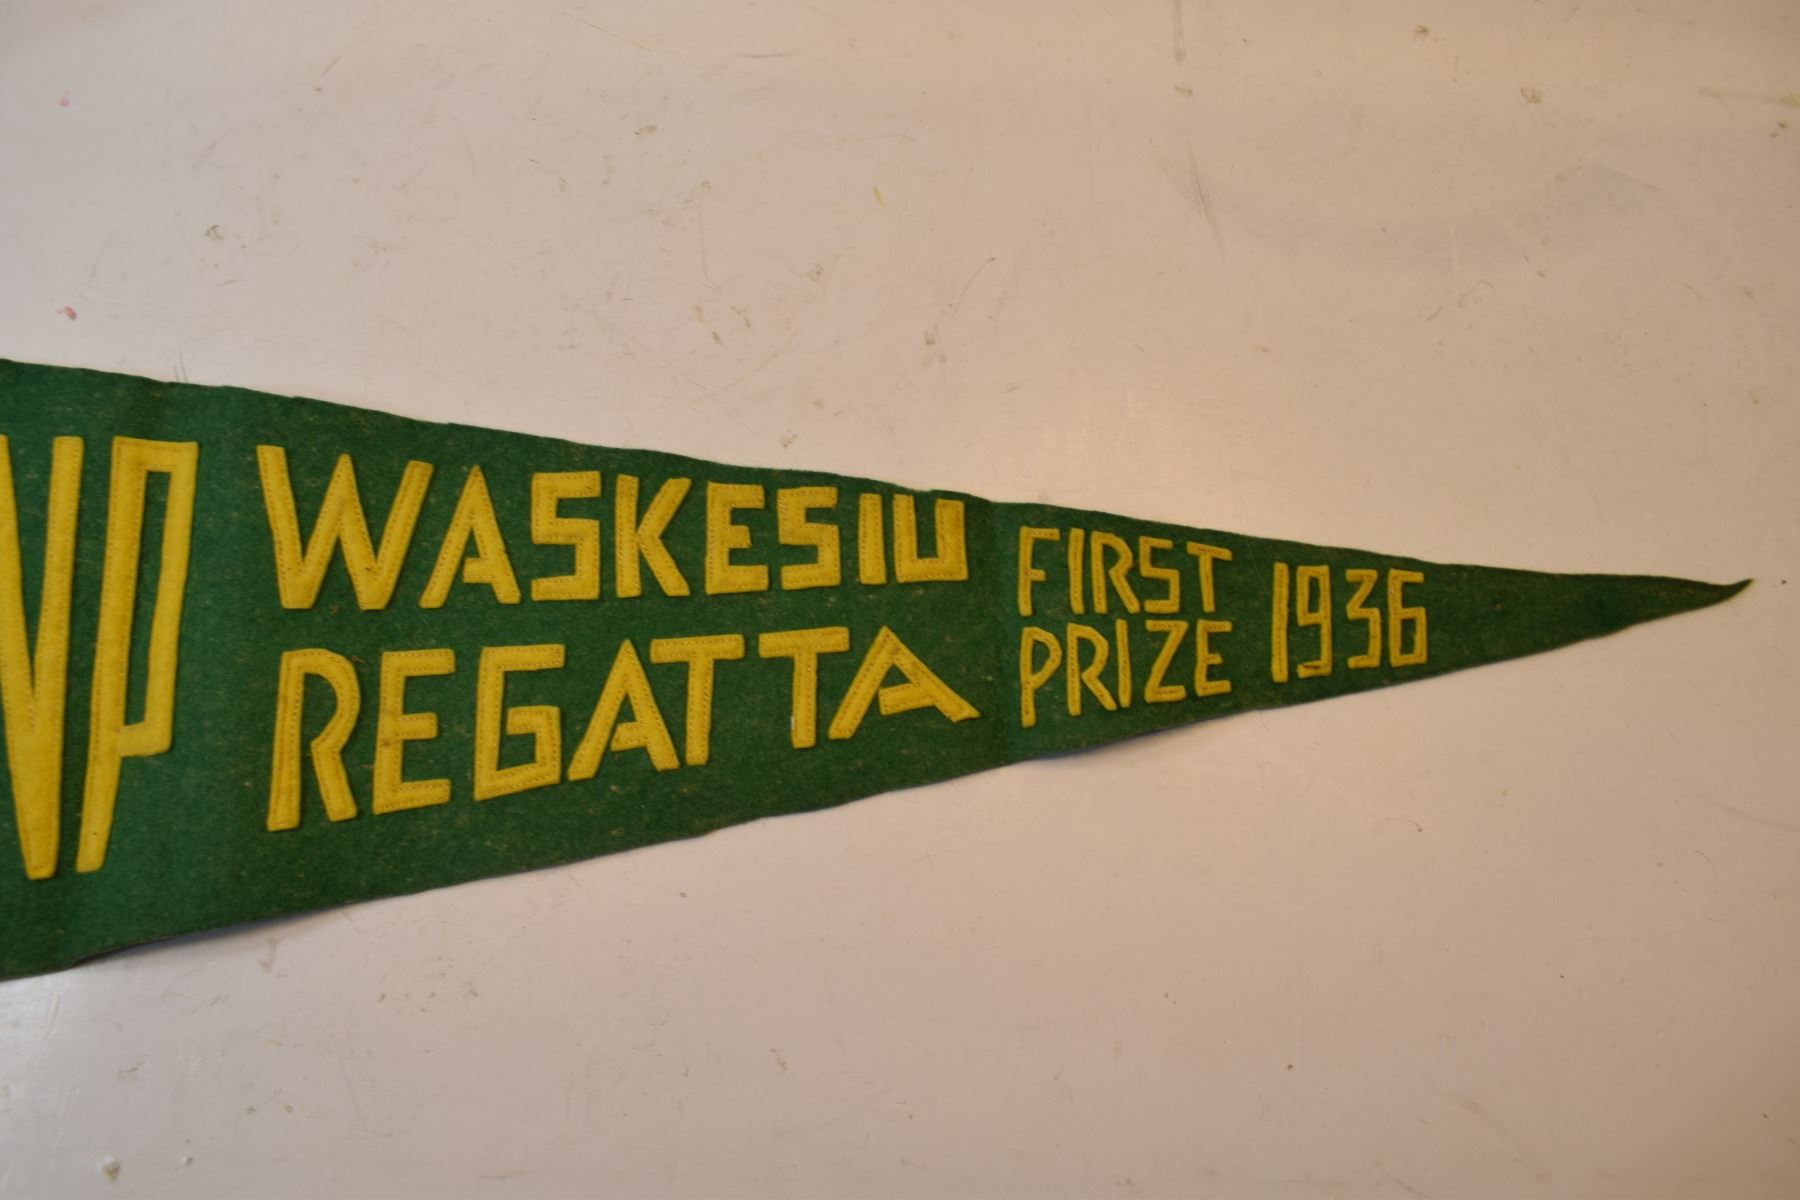 NP
WASKESIU
REGATTA
FIRST
PRIZE
1936